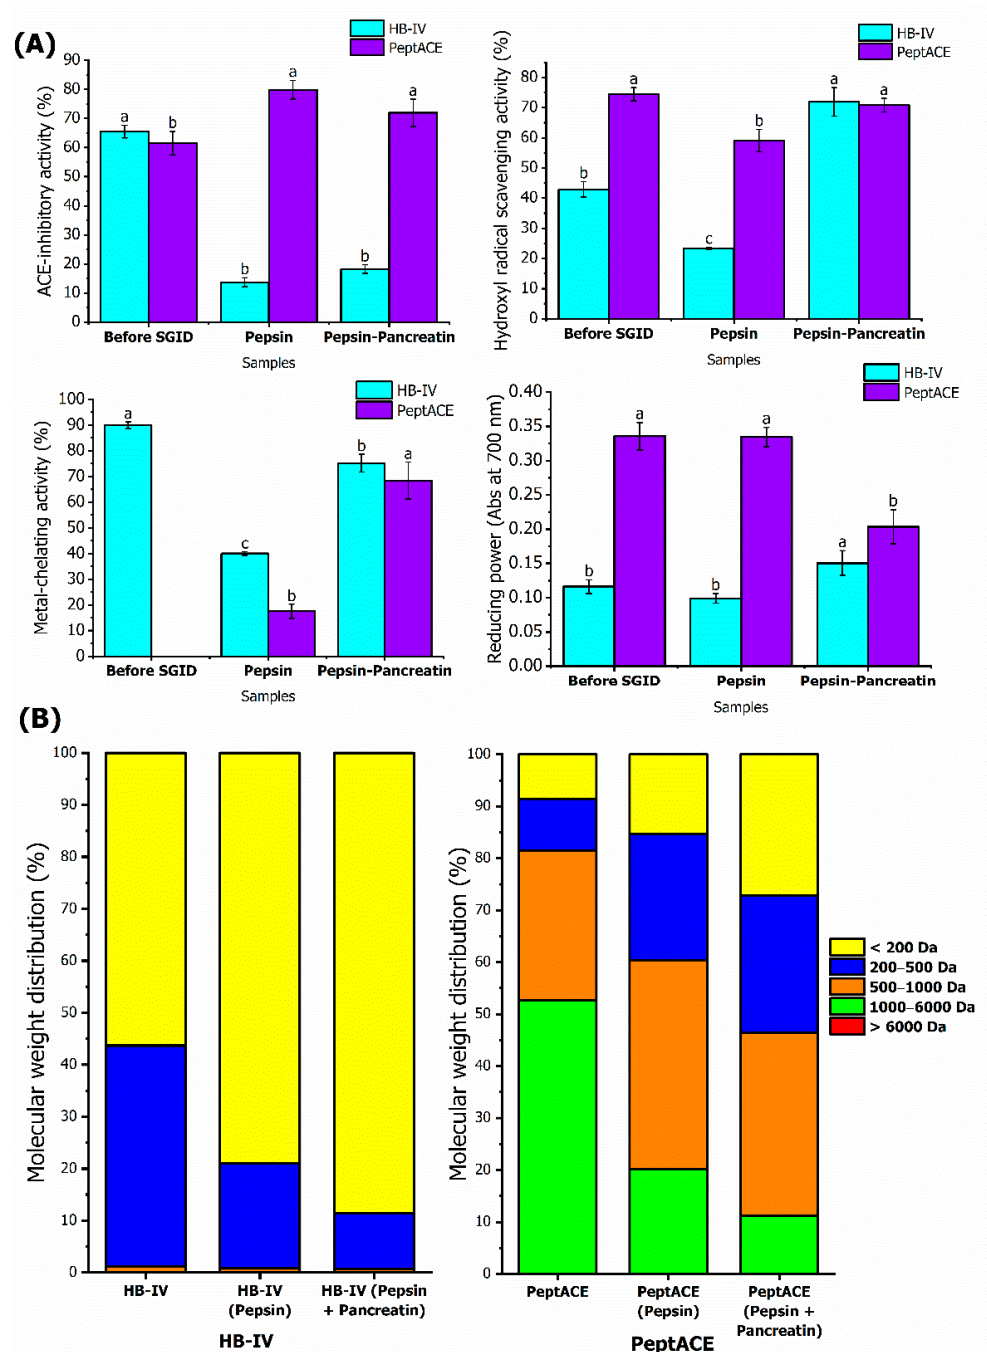 (A)
HB-IV
PeptACE
ACE-inhibitory activity (%)
90
80
70
60
50
40
30
20
10
0
a
b
b
a
b
a
Before SGID
Pepsin
Pepsin-Pancreatin
Samples
HB-IV
PeptACE
Hydroxyl radical scavenging activity (%)
80
70
60
50
40
30
20
10
0
b
a
c
b
a
a
Before SGID
Pepsin
Pepsin-Pancreatin
Samples
HB-IV
PeptACE
Metal-chelating activity (%)
100
90
80
70
60
50
40
30
20
10
0
a
c
b
b
a
Before SGID
Pepsin
Pepsin-Pancreatin
Samples
HB-IV
PeptACE
Reducing power (Abs at 700 nm)
0.40
0.35
0.30
0.25
0.20
0.15
0.10
0.05
0.00
b
a
b
a
a
b
Before SGID
Pepsin
Pepsin-Pancreatin
Samples
(B)
Molecular weight distribution (%)
100
90
80
70
60
50
40
30
20
10
0
HB-IV
HB-IV
(Pepsin)
HB-IV (Pepsin
+ Pancreatin)
HB-IV
Molecular weight distribution (%)
100
90
80
70
60
50
40
30
20
10
0
PeptACE
PeptACE
(Pepsin)
PeptACE
(Pepsin +
Pancreatin)
PeptACE
< 200 Da
200–500 Da
500–1000 Da
1000–6000 Da
> 6000 Da